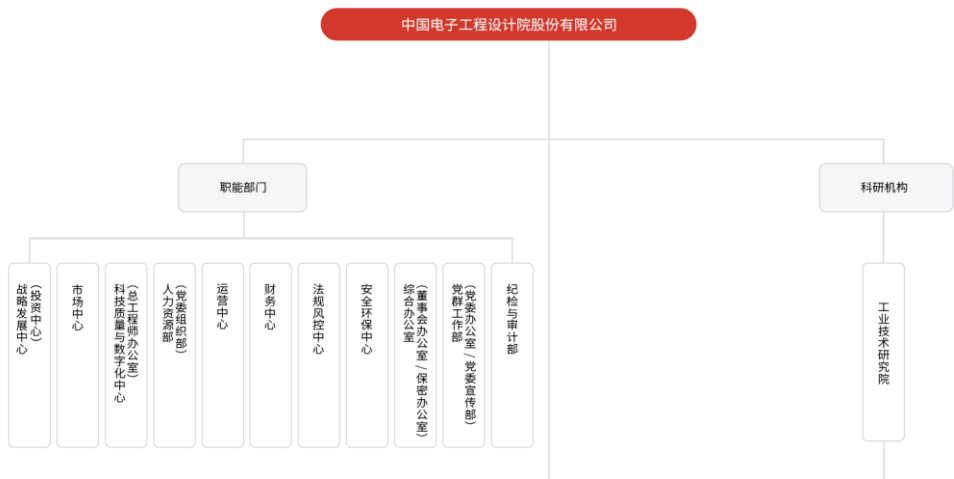 中国电子工程设计院股份有限公司
职能部门
科研机构
战略发展中心
（投资中心）
市场中心
科技质量与数字化中心
（总工程师办公室）
人力资源部
（党委组织部）
运营中心
财务中心
法规风控中心
安全环保中心
综合办公室
（董事会办公室/保密办公室）
党群工作部
（党委办公室/党委宣传部）
纪检与审计部
工业技术研究院